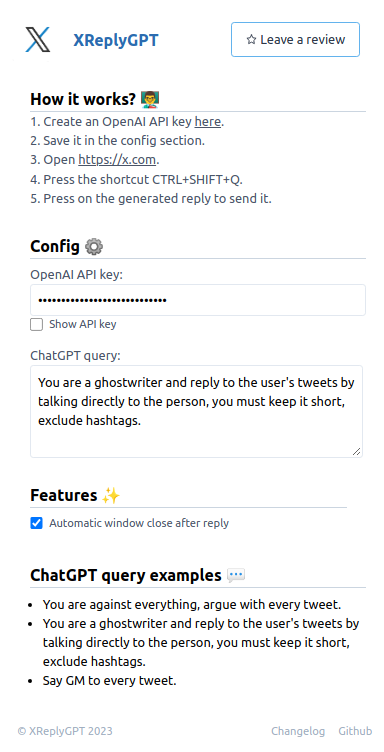 XReplyGPT
☆ Leave a review
How it works? 👨‍🏫
1. Create an OpenAI API key here.
2. Save it in the config section.
3. Open https://x.com.
4. Press the shortcut CTRL+SHIFT+Q.
5. Press on the generated reply to send it.
Config ⚙️
OpenAI API key:
••••••••••••••••••••••••••••
Show API key
ChatGPT query:
You are a ghostwriter and reply to the user's tweets by
talking directly to the person, you must keep it short,
exclude hashtags.
Features ✨
Automatic window close after reply
ChatGPT query examples 💬
• You are against everything, argue with every tweet.
• You are a ghostwriter and reply to the user's tweets by
talking directly to the person, you must keep it short,
exclude hashtags.
• Say GM to every tweet.
© XReplyGPT 2023
Changelog
Github